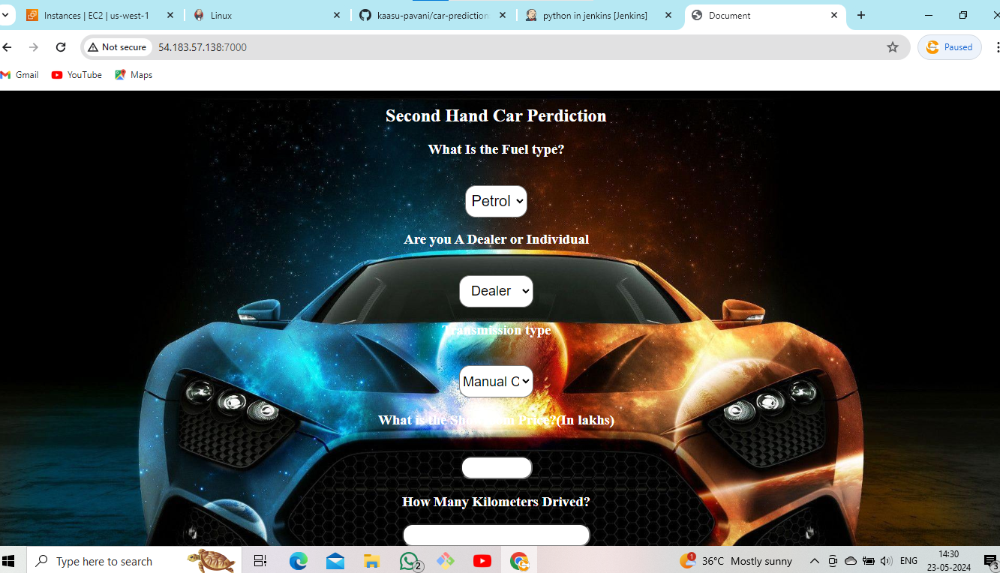 Instances | EC2 | us-west-1
Linux
kaasu-pavani/car-prediction
python in jenkins [Jenkins]
Document
Not secure
54.183.57.138:7000
Paused
Gmail
YouTube
Maps
Second Hand Car Perdiction
What Is the Fuel type?
Petrol
Are you A Dealer or Individual
Dealer
Transmission type
Manual C
What is the Showroom Price?(In lakhs)
How Many Kilometers Drived?
Type here to search
2
1
36°C Mostly sunny
ENG
14:30
23-05-2024
3